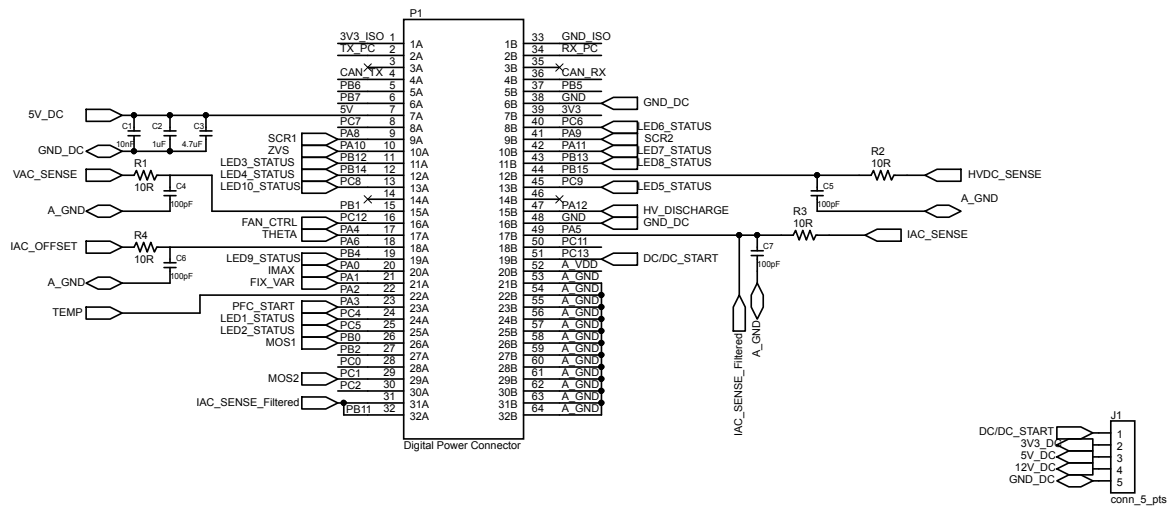 P1
3V3_ISO 1 1A 1B 33 GND_ISO
TX_PC 2 2A 2B 34 RX_PC
3 3A 3B 35
CAN_TX 4 4A 4B 36 CAN_RX
PB6 5 5A 5B 37 PB5
PB7 6 6A 6B 38 GND GND_DC
5V_DC 5V 7 7A 7B 39 3V3
PC7 8 8A 8B 40 PC6 LED6_STATUS
C1 10nF C2 1uF C3 4.7uF
SCR1 PA8 9 9A 9B 41 PA9 SCR2
GND_DC ZVS PA10 10 10A 10B 42 PA11 LED7_STATUS
LED3_STATUS PB12 11 11A 11B 43 PB13 LED8_STATUS
VAC_SENSE R1 10R LED4_STATUS PB14 12 12A 12B 44 PB15 R2 10R HVDC_SENSE
LED10_STATUS PC8 13 13A 13B 45 PC9 LED5_STATUS
C4 100pF
14 14A 14B 46
C5 100pF
A_GND PB1 15 15A 15B 47 PA12 HV_DISCHARGE A_GND
FAN_CTRL PC12 16 16A 16B 48 GND GND_DC
THETA PA4 17 17A 17B 49 PA5 R3 10R IAC_SENSE
IAC_OFFSET R4 10R PA6 18 18A 18B 50 PC11
C7 100pF
LED9_STATUS PB4 19 19A 19B 51 PC13 DC/DC_START
C6 100pF
IMAX PA0 20 20A 20B 52 A_VDD
A_GND FIX_VAR PA1 21 21A 21B 53 A_GND
PA2 22 22A 22B 54 A_GND
TEMP PFC_START PA3 23 23A 23B 55 A_GND
LED1_STATUS PC4 24 24A 24B 56 A_GND
LED2_STATUS PC5 25 25A 25B 57 A_GND
MOS1 PB0 26 26A 26B 58 A_GND
PB2 27 27A 27B 59 A_GND
PC0 28 28A 28B 60 A_GND
MOS2 PC1 29 29A 29B 61 A_GND
PC2 30 30A 30B 62 A_GND
IAC_SENSE_Filtered 31 31A 31B 63 A_GND
PB11 32 32A 32B 64 A_GND
Digital Power Connector
IAC_SENSE_Filtered
A_GND
J1
DC/DC_START 1
3V3_DC 2
5V_DC 3
12V_DC 4
GND_DC 5
conn_5_pts